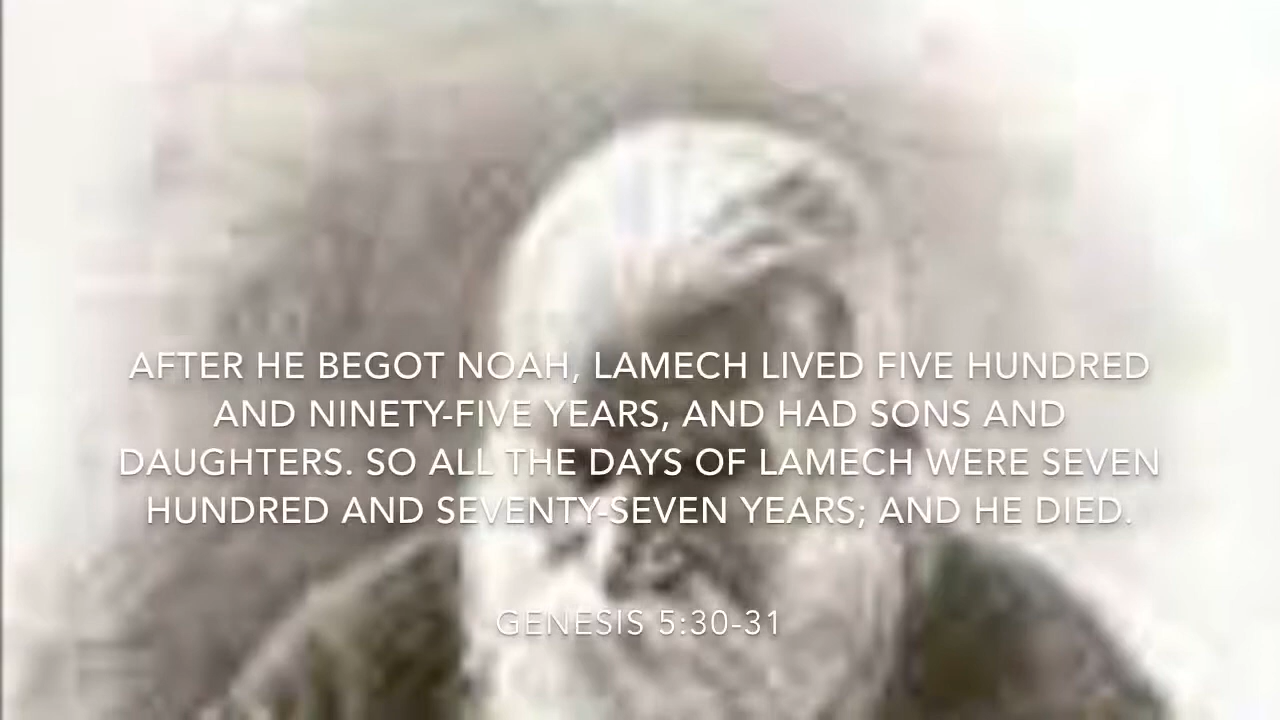 AFTER HE BEGOT NOAH, LAMECH LIVED FIVE HUNDRED
AND NINETY-FIVE YEARS, AND HAD SONS AND
DAUGHTERS. SO ALL THE DAYS OF LAMECH WERE SEVEN
HUNDRED AND SEVENTY-SEVEN YEARS; AND HE DIED.
GENESIS 5:30-31